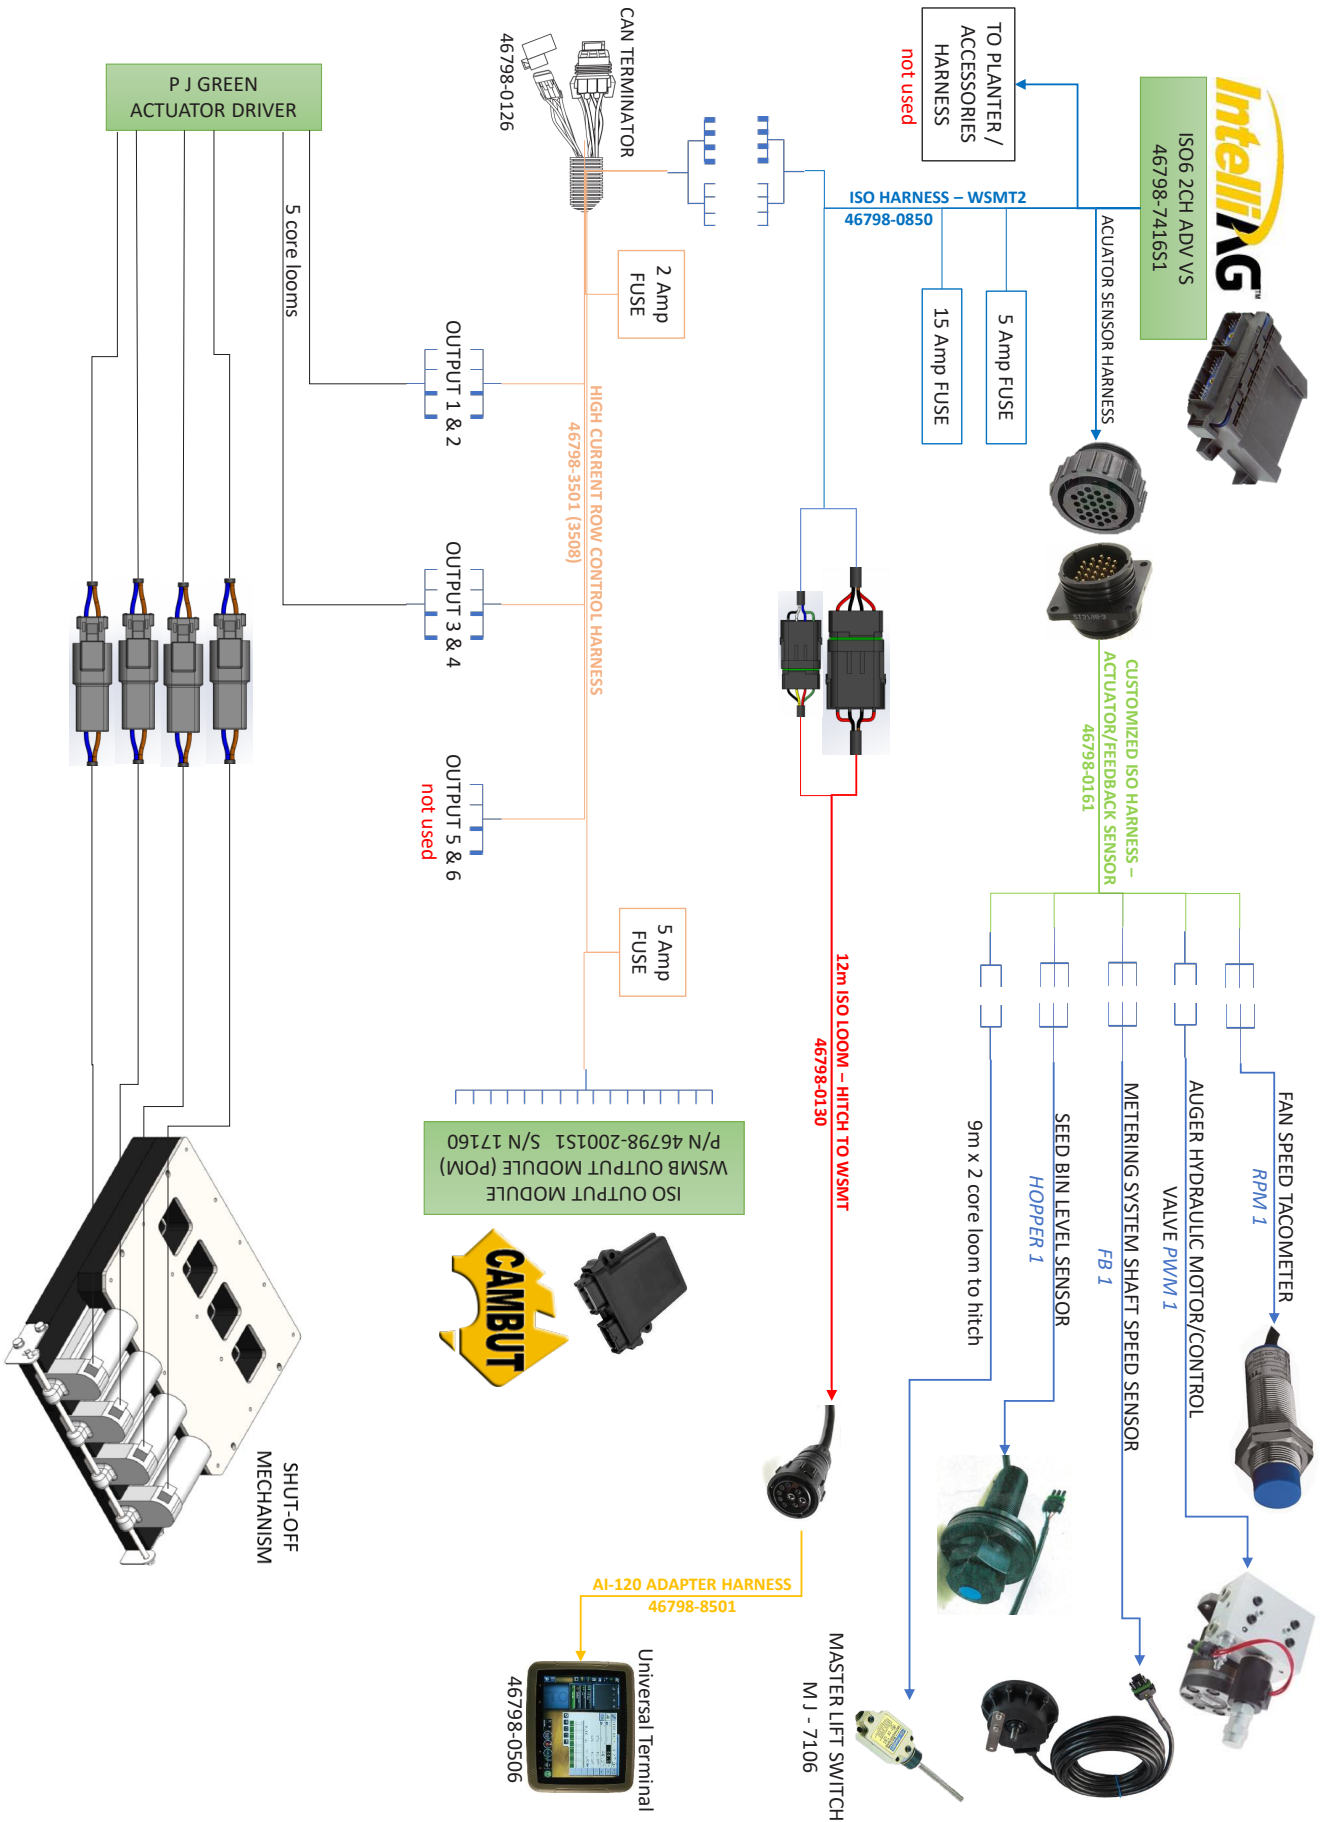 IntelliAG™
ISO6 2CH ADV VS
46798-7416S1
TO PLANTER /
ACCESSORIES
HARNESS
not used
ACUATOR SENSOR HARNESS
ISO HARNESS – WSMT2
46798-0850
5 Amp FUSE
15 Amp FUSE
CUSTOMIZED ISO HARNESS –
ACTUATOR/FEEDBACK SENSOR
46798-0161
FAN SPEED TACOMETER
RPM 1
AUGER HYDRAULIC MOTOR/CONTROL
VALVE PWM 1
METERING SYSTEM SHAFT SPEED SENSOR
FB 1
SEED BIN LEVEL SENSOR
HOPPER 1
9m x 2 core loom to hitch
MASTER LIFT SWITCH
M J - 7106
12m ISO LOOM – HITCH TO WSMT
46798-0130
AI-120 ADAPTER HARNESS
46798-8501
Universal Terminal
46798-0506
CAN TERMINATOR
46798-0126
2 Amp
FUSE
HIGH CURRENT ROW CONTROL HARNESS
46798-3501 (3508)
5 Amp
FUSE
OUTPUT 1 & 2
OUTPUT 3 & 4
OUTPUT 5 & 6
not used
ISO OUTPUT MODULE
WSMB OUTPUT MODULE (POM)
P/N 46798-2001S1 S/N 17160
CAMBUT
P J GREEN
ACTUATOR DRIVER
5 core looms
SHUT-OFF
MECHANISM